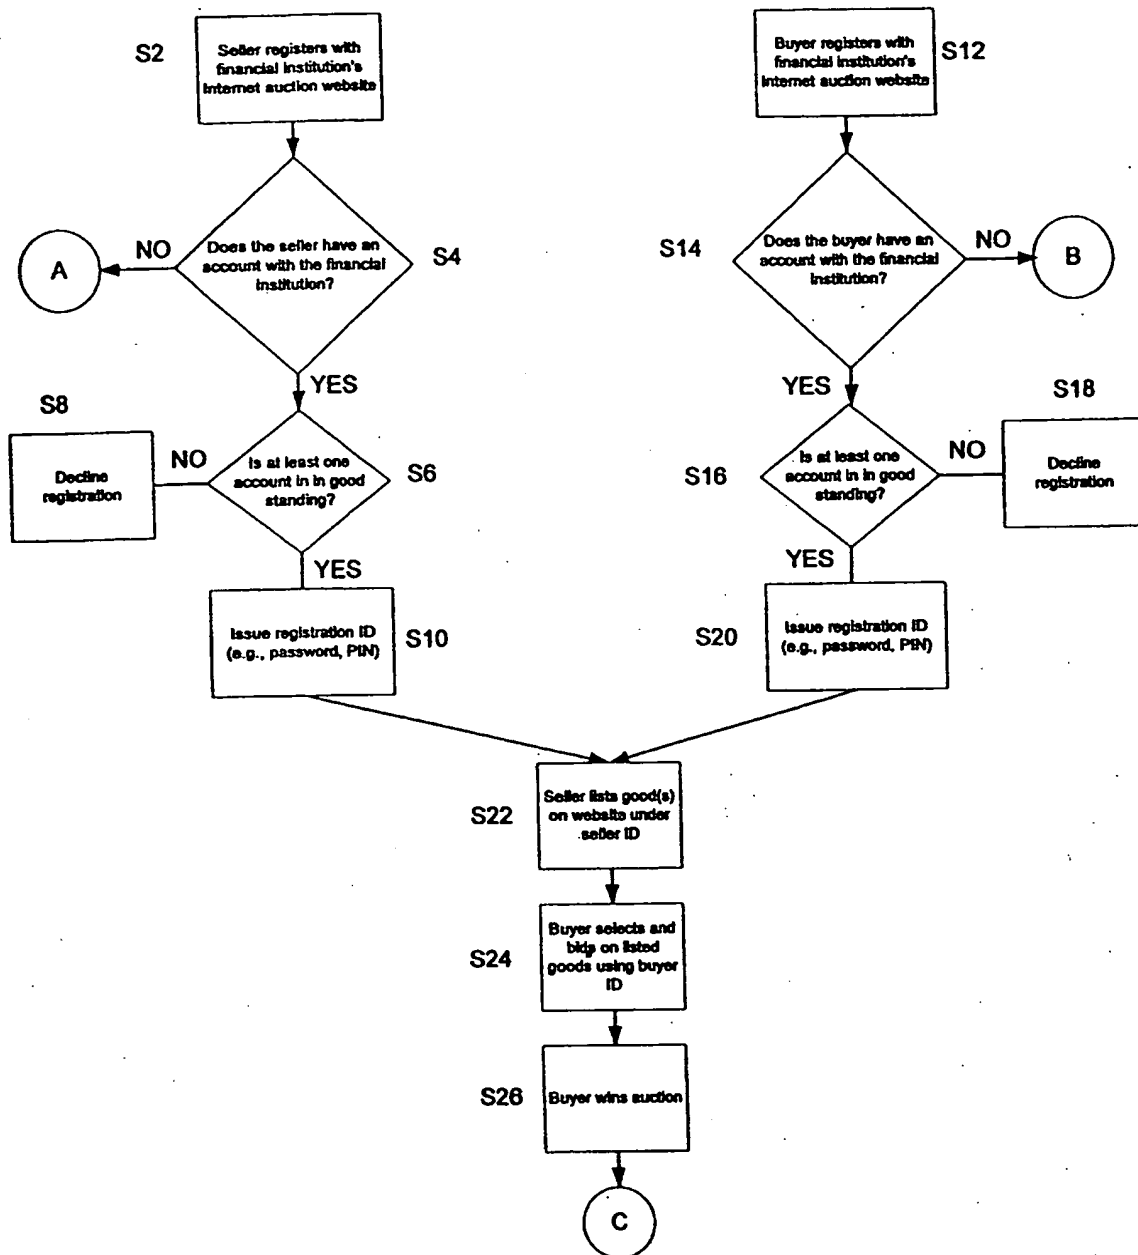 S2
Seller registers with
financial institution's
Internet auction website
Buyer registers with
financial institution's
Internet auction website
S12
A
NO
Does the seller have an
account with the financial
institution?
S4
S14
Does the buyer have an
account with the financial
institution?
NO
B
YES
YES
S8
Decline
registration
NO
Is at least one
account in in good
standing?
S6
S16
Is at least one
account in in good
standing?
NO
S18
Decline
registration
YES
YES
Issue registration ID
(e.g., password, PIN)
S10
S20
Issue registration ID
(e.g., password, PIN)
S22
Seller lists good(s)
on website under
seller ID
S24
Buyer selects and
bids on listed
goods using buyer
ID
S26
Buyer wins auction
C